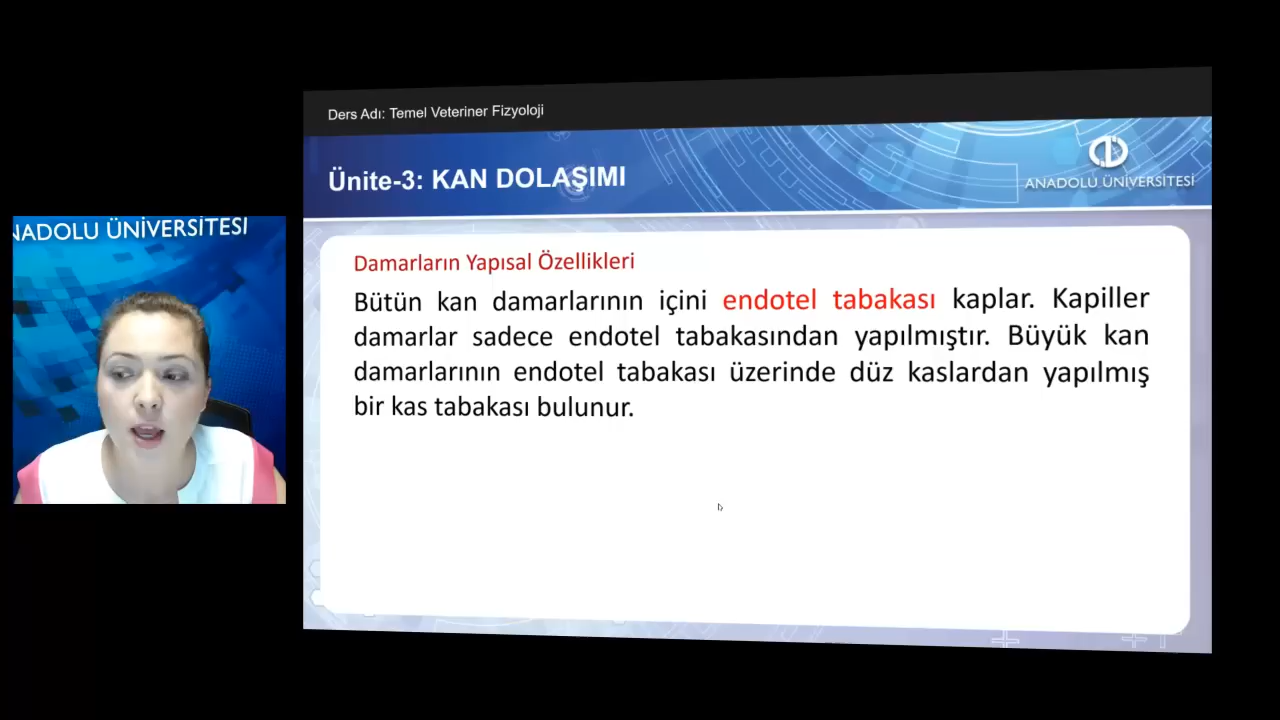 Ders Adı: Temel Veteriner Fizyoloji
Ünite-3: KAN DOLAŞIMI
ANADOLU ÜNİVERSİTESİ
NADOLU ÜNİVERSİTESİ
Damarların Yapısal Özellikleri
Bütün kan damarlarının içini endotel tabakası kaplar. Kapiller
damarlar sadece endotel tabakasından yapılmıştır. Büyük kan
damarlarının endotel tabakası üzerinde düz kaslardan yapılmış
bir kas tabakası bulunur.